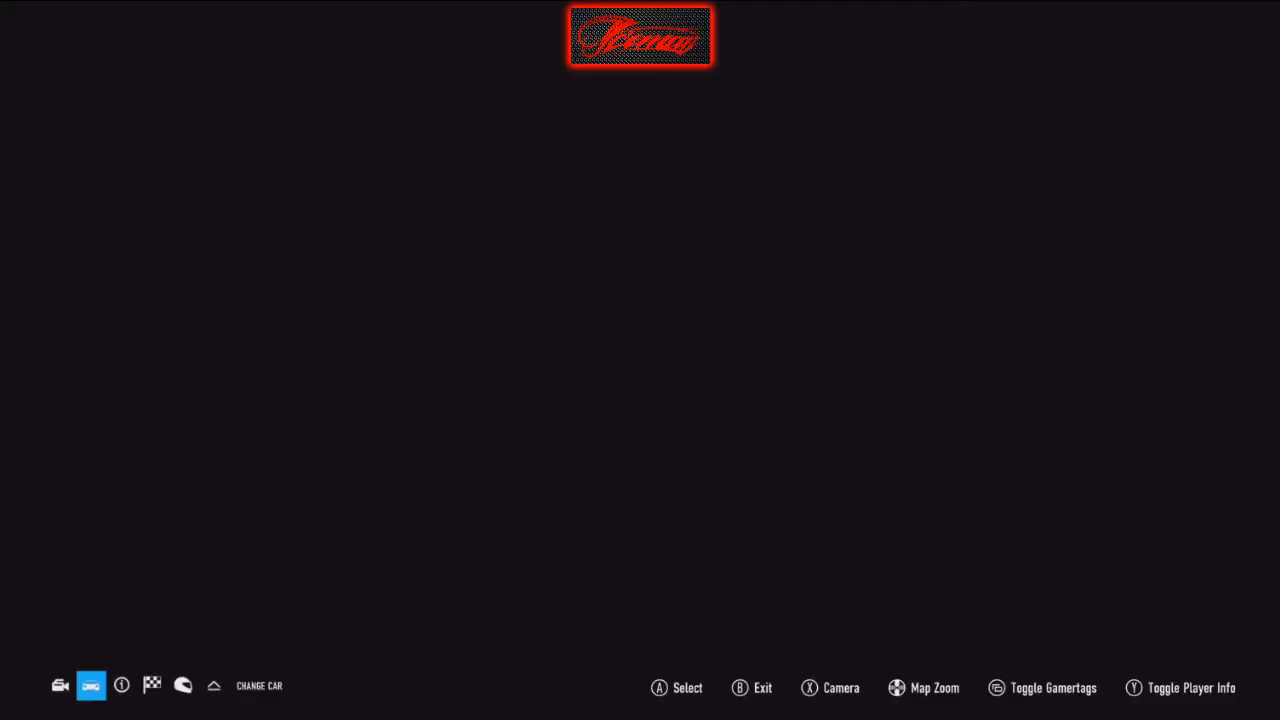 CHANGE CAR
A Select
B Exit
X Camera
Map Zoom
Toggle Gamertags
Y Toggle Player Info